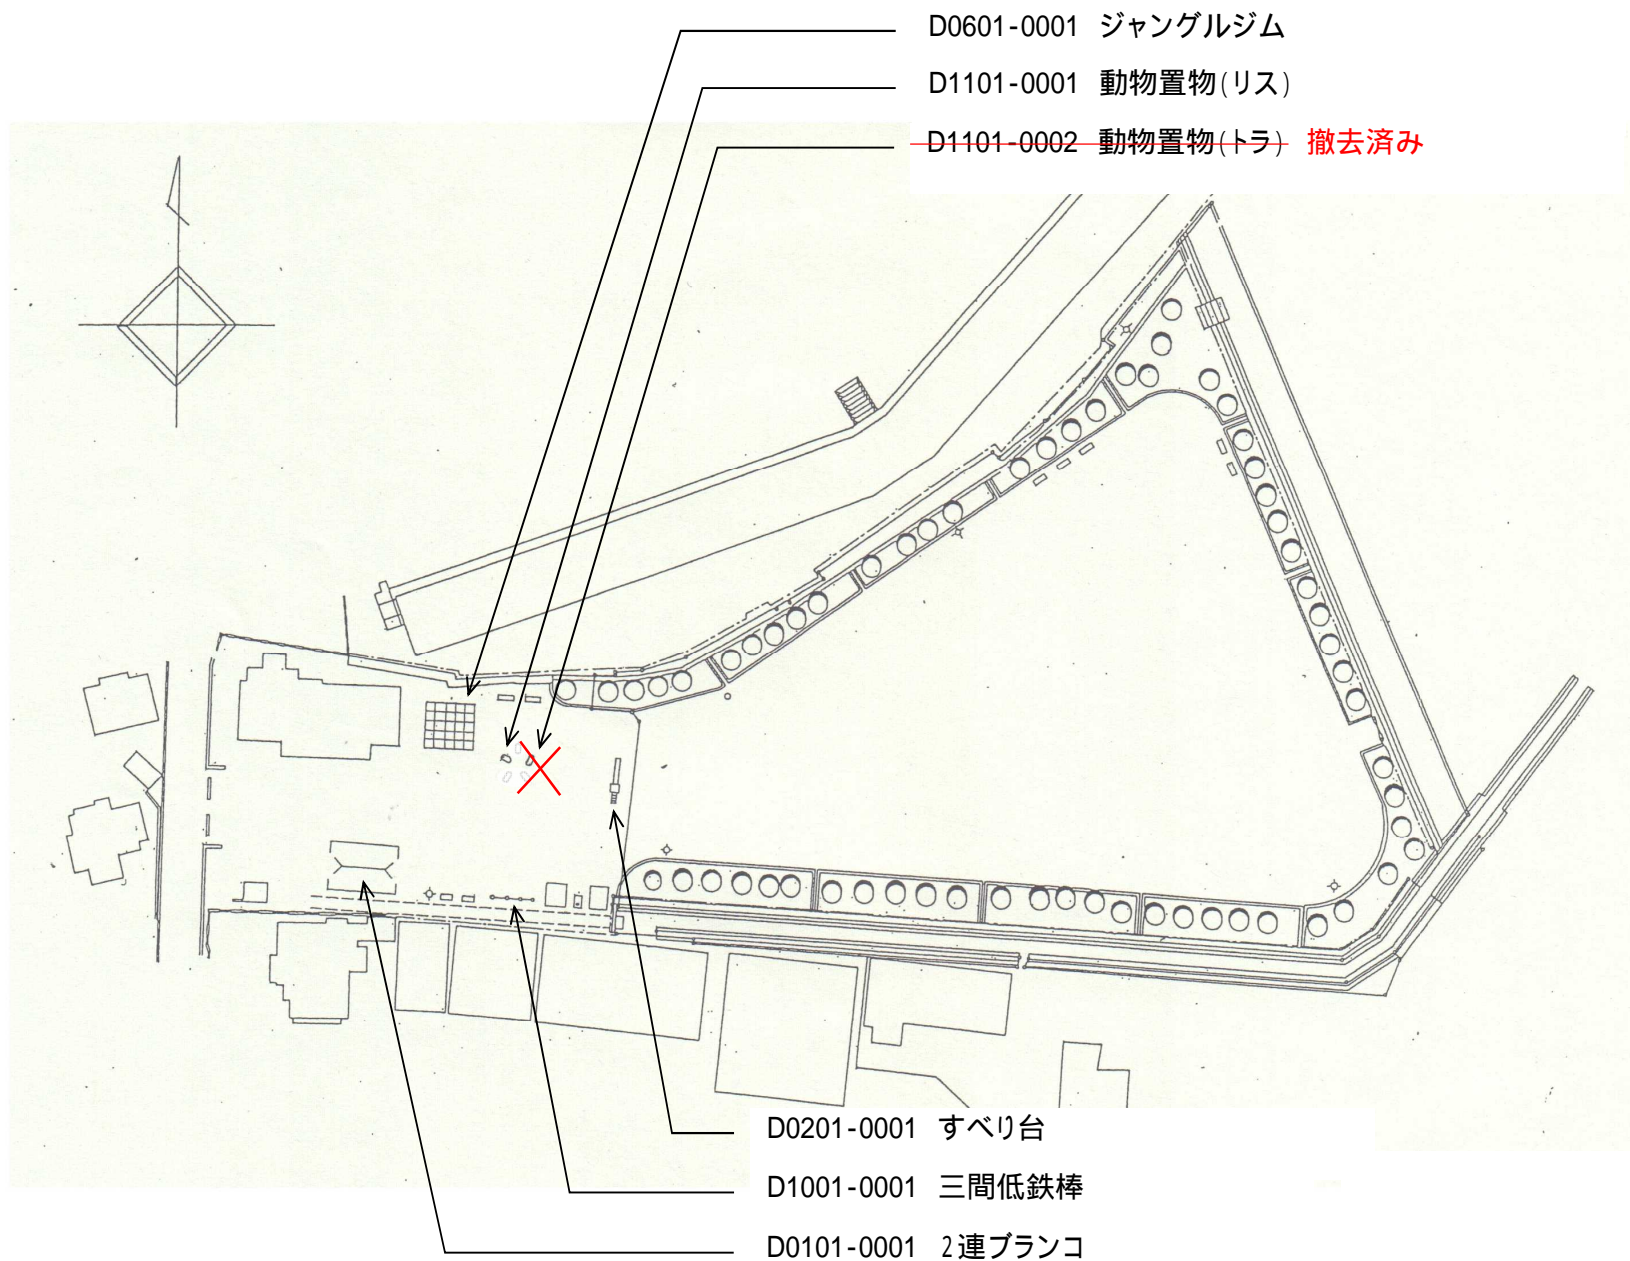 D0601-0001 ジャングルジム
D1101-0001 動物置物(リス)
D1101-0002 動物置物(トラ) 撤去済み
D0201-0001 すべり台
D1001-0001 三間低鉄棒
D0101-0001 2連ブランコ